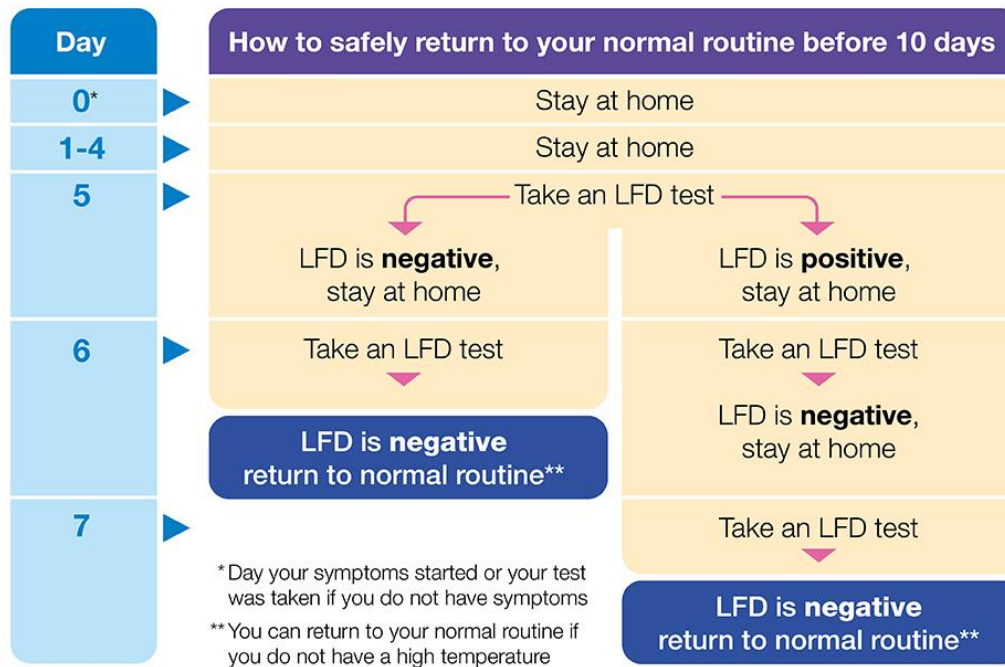 Day
How to safely return to your normal routine before 10 days
0*
Stay at home
1-4
Stay at home
5
Take an LFD test
LFD is negative,
stay at home
LFD is positive,
stay at home
6
Take an LFD test
Take an LFD test
LFD is negative
return to normal routine**
LFD is negative,
stay at home
7
Take an LFD test
LFD is negative
return to normal routine**
* Day your symptoms started or your test
was taken if you do not have symptoms
** You can return to your normal routine if
you do not have a high temperature